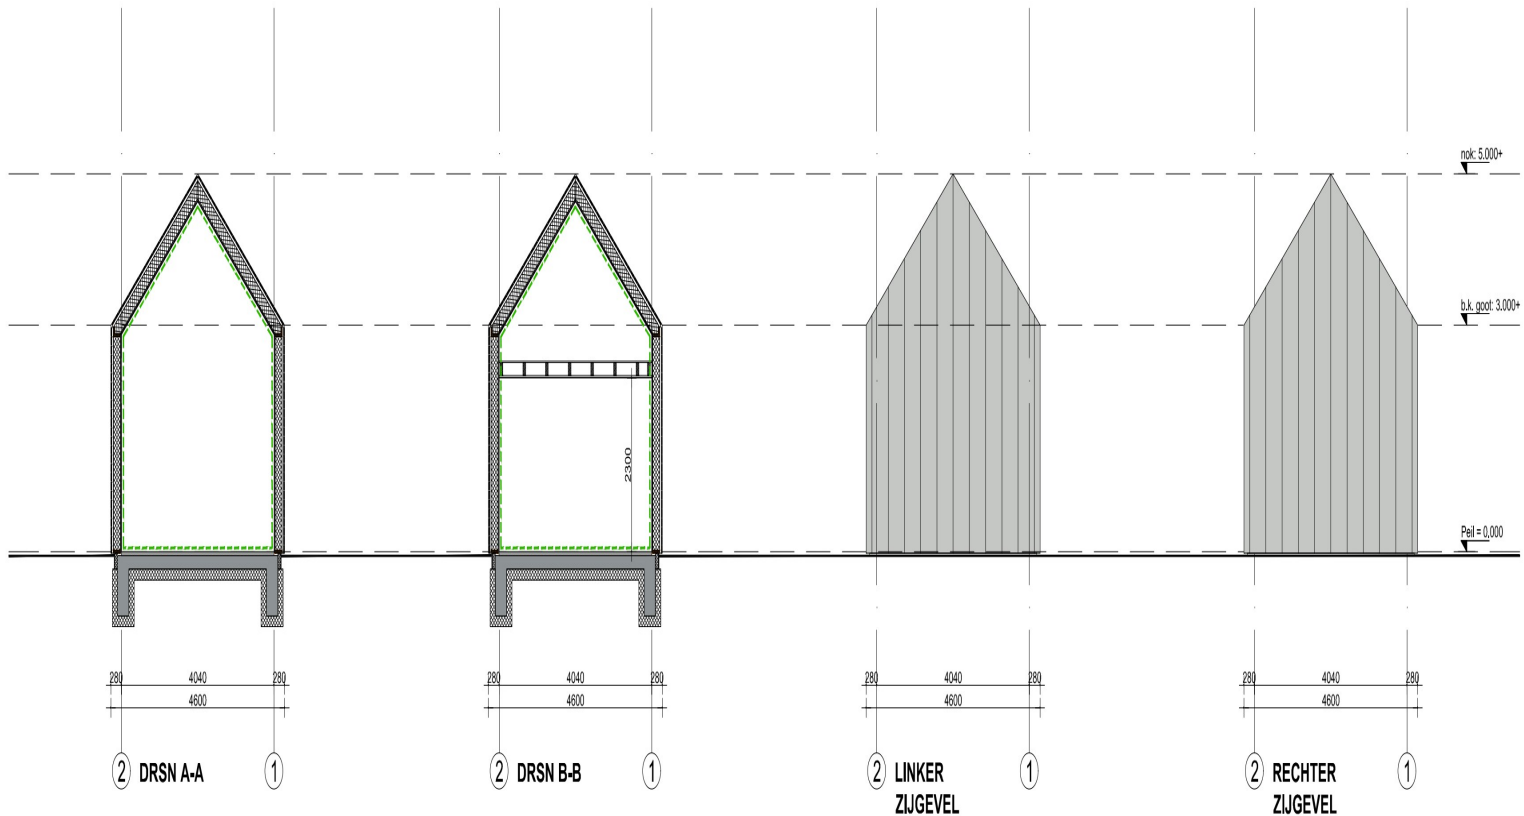 nok: 5.000+
b.k. goot: 3.000+
2300
Peil = 0,000
280 4040 280
4600
280 4040 280
4600
280 4040 280
4600
280 4040 280
4600
2 DRSN A-A 1
2 DRSN B-B 1
2 LINKER 1
ZIJGEVEL
2 RECHTER 1
ZIJGEVEL